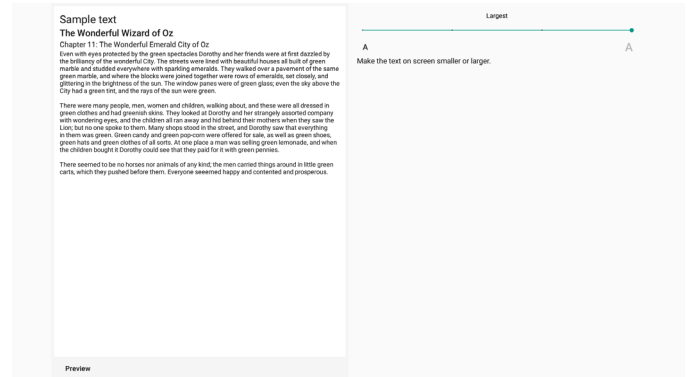 Sample text
The Wonderful Wizard of Oz
Chapter 11: The Wonderful Emerald City of Oz
Even with eyes protected by the green spectacles Dorothy and her friends were at first dazzled by
the brilliancy of the wonderful City. The streets were lined with beautiful houses all built of green
marble and studded everywhere with sparkling emeralds. They walked over a pavement of the same
green marble, and where the blocks were joined together were rows of emeralds, set closely, and
glittering in the brightness of the sun. The window panes were of green glass; even the sky above the
City had a green tint, and the rays of the sun were green.
There were many people, men, women and children, walking about, and these were all dressed in
green clothes and had greenish skins. They looked at Dorothy and her strangely assorted company
with wondering eyes, and the children all ran away and hid behind their mothers when they saw the
Lion; but no one spoke to them. Many shops stood in the street, and Dorothy saw that everything
in them was green. Green candy and green pop-corn were offered for sale, as well as green shoes,
green hats and green clothes of all sorts. At one place a man was selling green lemonade, and when
the children bought it Dorothy could see that they paid for it with green pennies.
There seemed to be no horses nor animals of any kind; the men carried things around in little green
carts, which they pushed before them. Everyone seeemed happy and contented and prosperous.
Preview
Largest
A A
Make the text on screen smaller or larger.